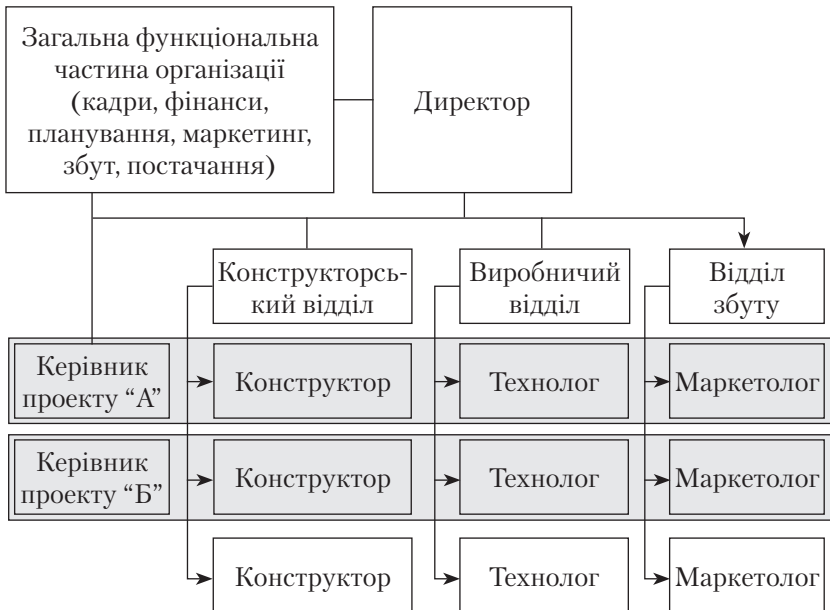 Загальна функціональна
частина організації
(кадри, фінанси,
планування, маркетинг,
збут, постачання)
Директор
Конструкторсь-
кий відділ
Виробничий
відділ
Відділ
збуту
Керівник
проекту “А”
Конструктор
Технолог
Маркетолог
Керівник
проекту “Б”
Конструктор
Технолог
Маркетолог
Конструктор
Технолог
Маркетолог